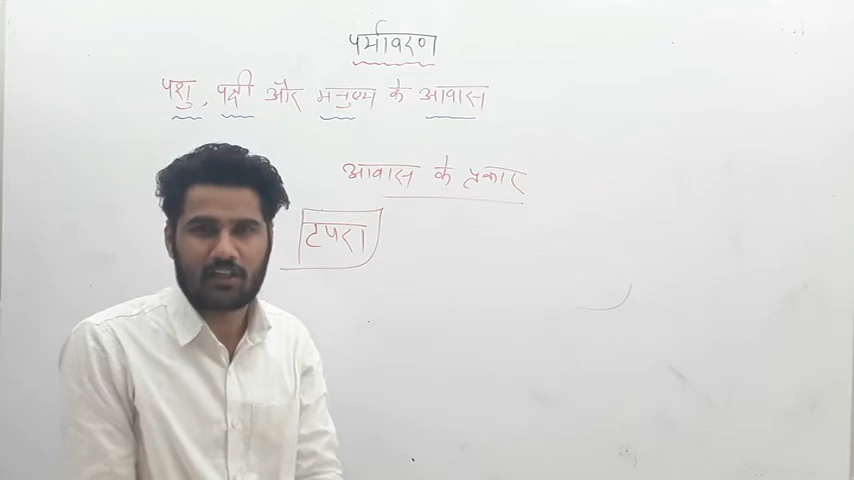 पर्यावरण
पशु, पक्षी और मनुष्य के आवास
आवास के प्रकार
टपरा